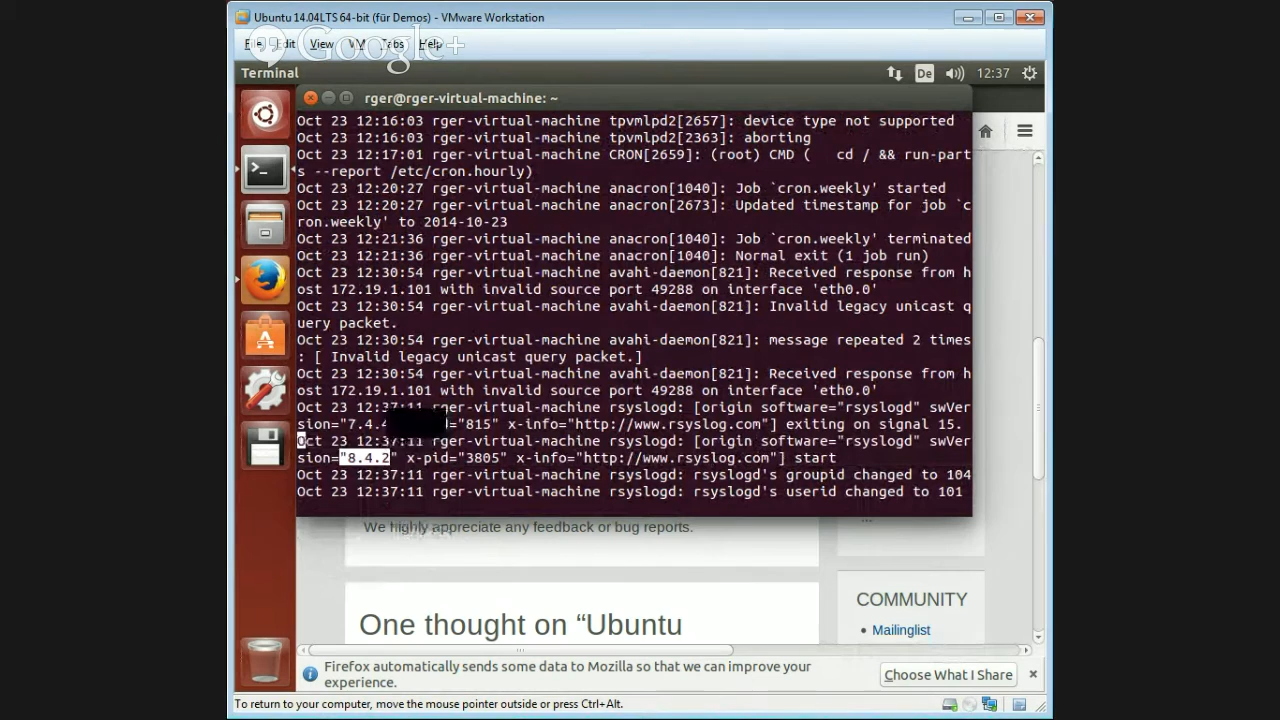 Ubuntu 14.04LTS 64-bit (für Demos) - VMware Workstation
File Edit View VM Tabs Help
Google+
Terminal
De 12:37
rger@rger-virtual-machine: ~
Oct 23 12:16:03 rger-virtual-machine tpvmlpd2[2657]: device type not supported
Oct 23 12:16:03 rger-virtual-machine tpvmlpd2[2363]: aborting
Oct 23 12:17:01 rger-virtual-machine CRON[2659]: (root) CMD (   cd / && run-part
s --report /etc/cron.hourly)
Oct 23 12:20:27 rger-virtual-machine anacron[1040]: Job `cron.weekly' started
Oct 23 12:20:27 rger-virtual-machine anacron[2673]: Updated timestamp for job `c
ron.weekly' to 2014-10-23
Oct 23 12:21:36 rger-virtual-machine anacron[1040]: Job `cron.weekly' terminated
Oct 23 12:21:36 rger-virtual-machine anacron[1040]: Normal exit (1 job run)
Oct 23 12:30:54 rger-virtual-machine avahi-daemon[821]: Received response from h
ost 172.19.1.101 with invalid source port 49288 on interface 'eth0.0'
Oct 23 12:30:54 rger-virtual-machine avahi-daemon[821]: Invalid legacy unicast q
uery packet.
Oct 23 12:30:54 rger-virtual-machine avahi-daemon[821]: message repeated 2 times
: [ Invalid legacy unicast query packet.]
Oct 23 12:30:54 rger-virtual-machine avahi-daemon[821]: Received response from h
ost 172.19.1.101 with invalid source port 49288 on interface 'eth0.0'
Oct 23 12:37:11 rger-virtual-machine rsyslogd: [origin software="rsyslogd" swVer
sion="7.4.4 ="815" x-info="http://www.rsyslog.com"] exiting on signal 15.
Oct 23 12:37:11 rger-virtual-machine rsyslogd: [origin software="rsyslogd" swVer
sion="8.4.2" x-pid="3805" x-info="http://www.rsyslog.com"] start
Oct 23 12:37:11 rger-virtual-machine rsyslogd: rsyslogd's groupid changed to 104
Oct 23 12:37:11 rger-virtual-machine rsyslogd: rsyslogd's userid changed to 101
We highly appreciate any feedback or bug reports.
One thought on “Ubuntu
COMMUNITY
Mailinglist
Firefox automatically sends some data to Mozilla so that we can improve your
experience.
Choose What I Share
To return to your computer, move the mouse pointer outside or press Ctrl+Alt.